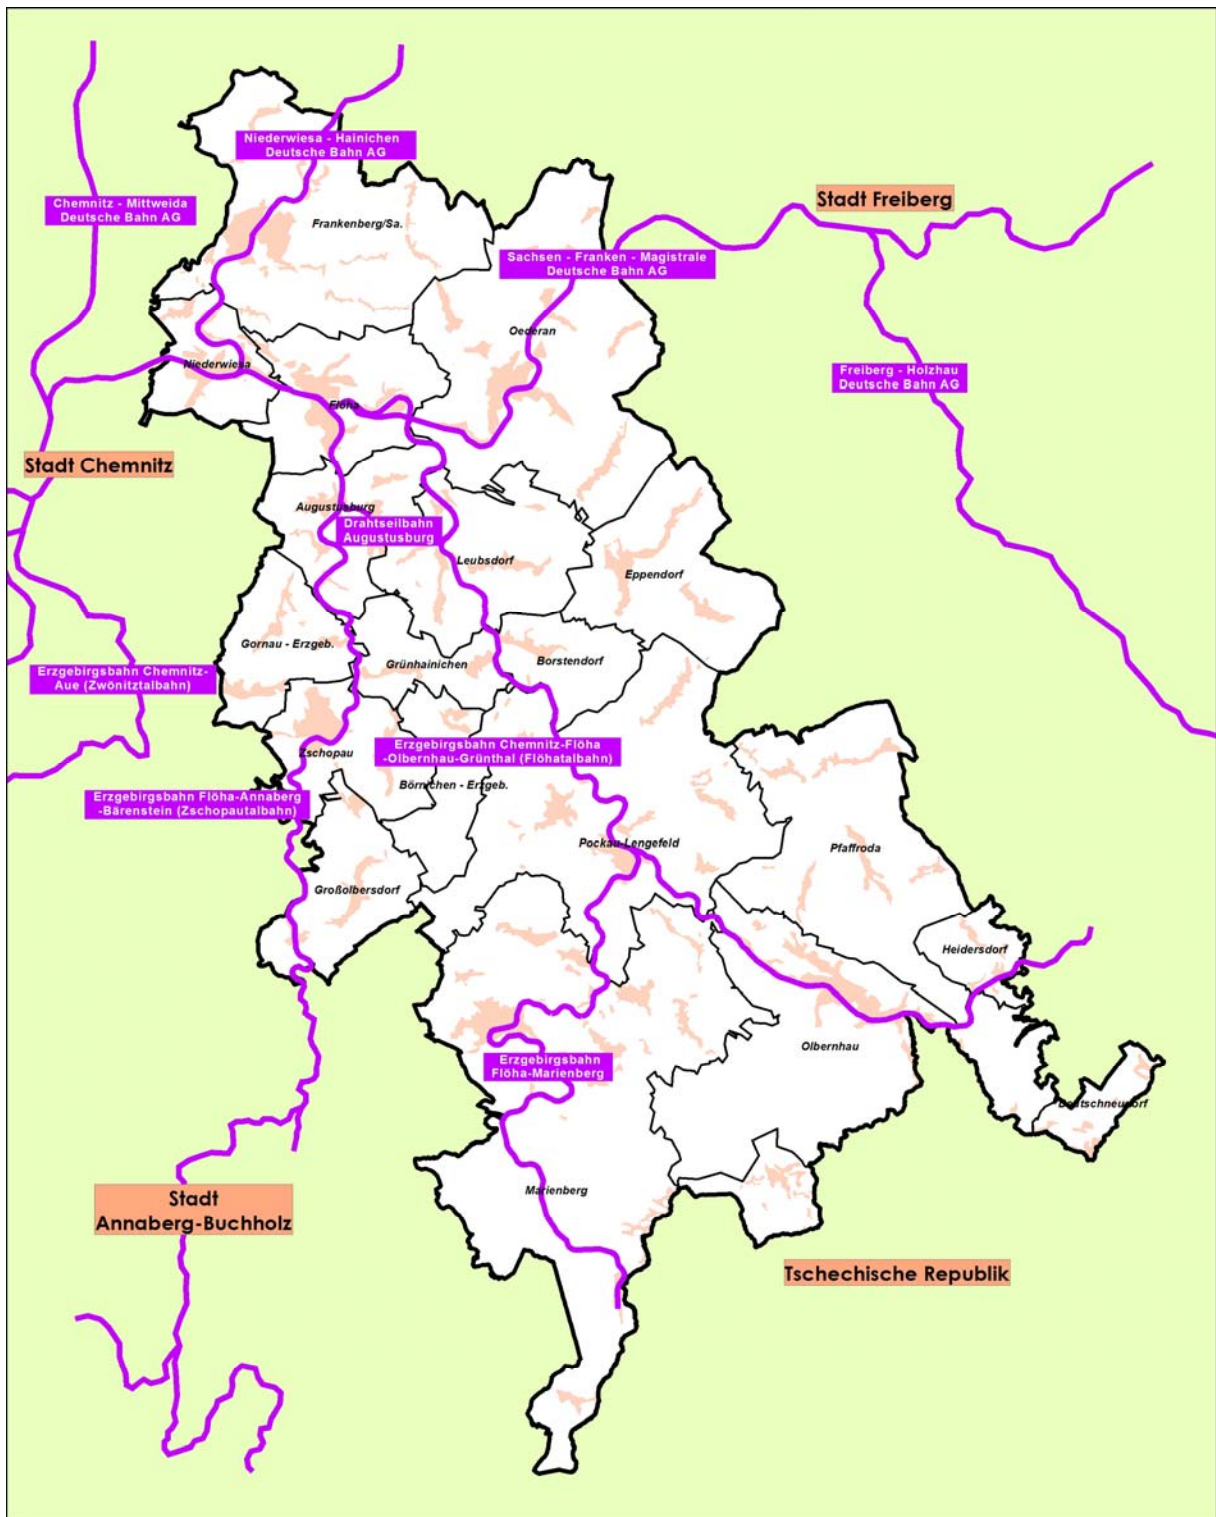 Niederwiesa - Hainichen
Deutsche Bahn AG
Chemnitz - Mittweida
Deutsche Bahn AG
Stadt Freiberg
Frankenberg/Sa.
Sachsen - Franken - Magistrale
Deutsche Bahn AG
Oederan
Niederwiesa
Freiberg - Holzhau
Deutsche Bahn AG
Flöha
Stadt Chemnitz
Augustusburg
Drahtseilbahn
Augustusburg
Leubsdorf
Eppendorf
Gornau - Erzgeb.
Grünhainichen
Borstendorf
Erzgebirgsbahn Chemnitz-
Aue (Zwönitztalbahn)
Zschopau
Erzgebirgsbahn Chemnitz-Flöha
-Olbernhau-Grünthal (Flöhatalbahn)
Börnichen - Erzgeb.
Erzgebirgsbahn Flöha-Annaberg
-Bärenstein (Zschopautalbahn)
Pockau-Lengefeld
Pfaffroda
Großolbersdorf
Heidersdorf
Olbernhau
Erzgebirgsbahn
Flöha-Marienberg
Deutschneudorf
Marienberg
Stadt
Annaberg-Buchholz
Tschechische Republik